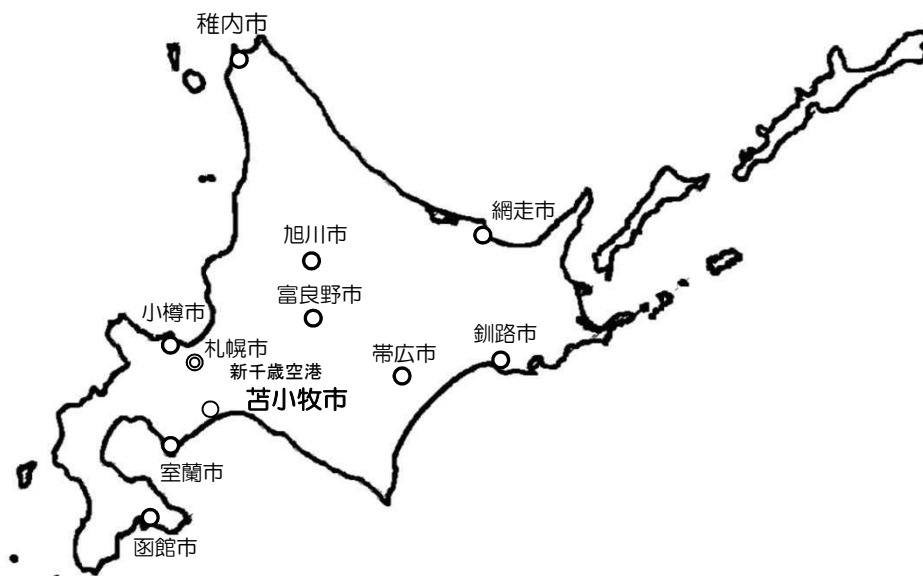 稚内市
網走市
旭川市
富良野市
小樽市
札幌市
釧路市
帯広市
新千歳空港
苫小牧市
室蘭市
函館市